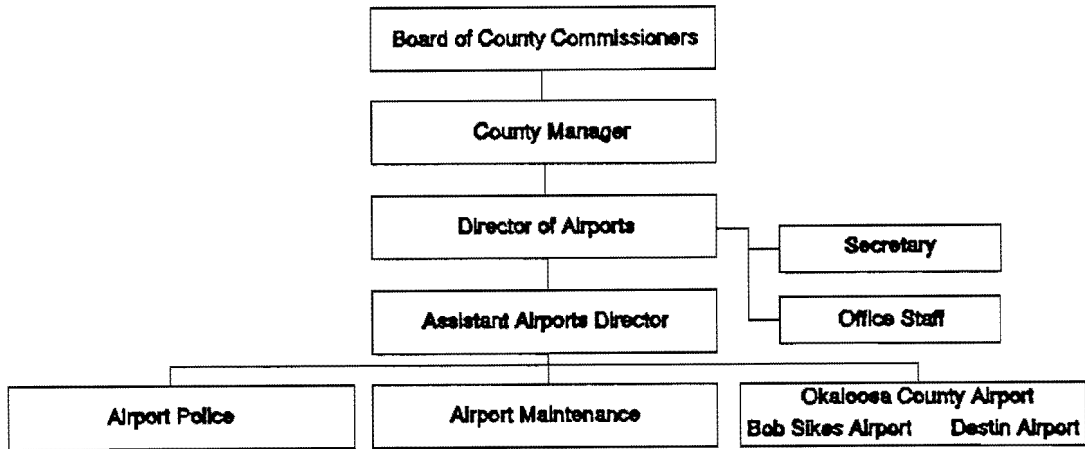 Board of County Commissioners
County Manager
Director of Airports
Secretary
Office Staff
Assistant Airports Director
Airport Police
Airport Maintenance
Okaloosa County Airport
Bob Sikes Airport Destin Airport